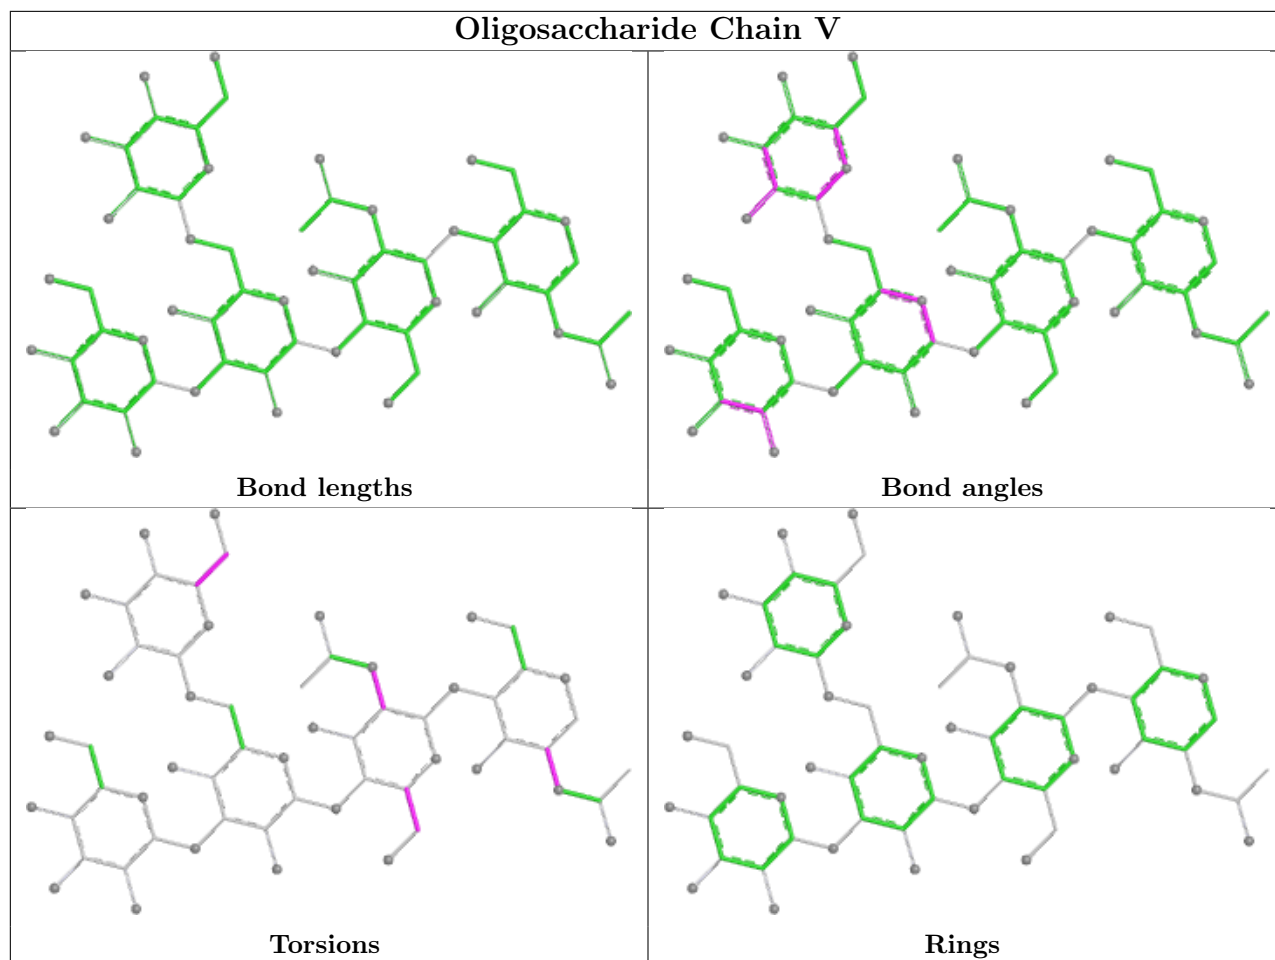 Oligosaccharide Chain V
Bond lengths
Bond angles
Torsions
Rings